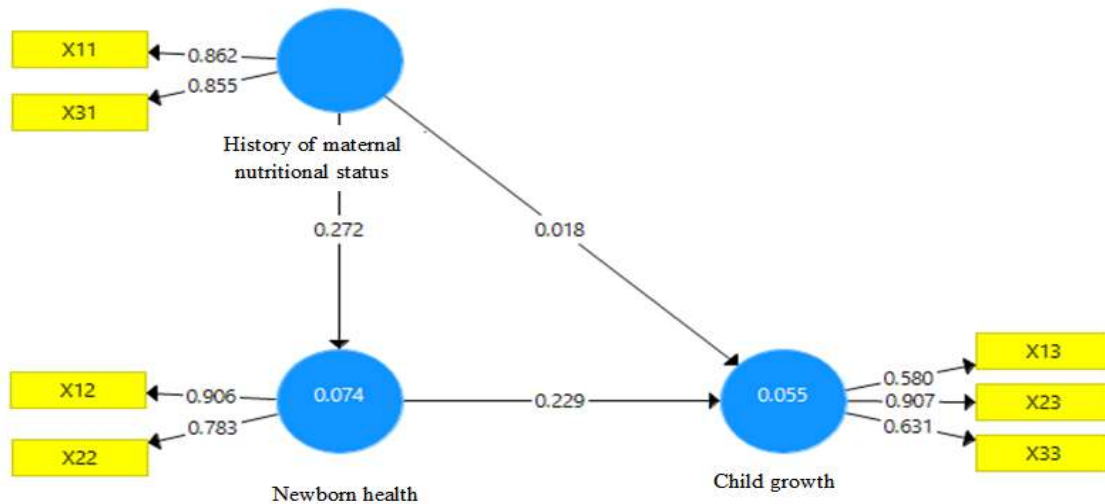 X11
0.862
X31
0.855
History of maternal
nutritional status
0.272
0.018
X12
0.906
X22
0.783
0.074
Newborn health
0.229
0.055
Child growth
X13
0.580
X23
0.907
X33
0.631